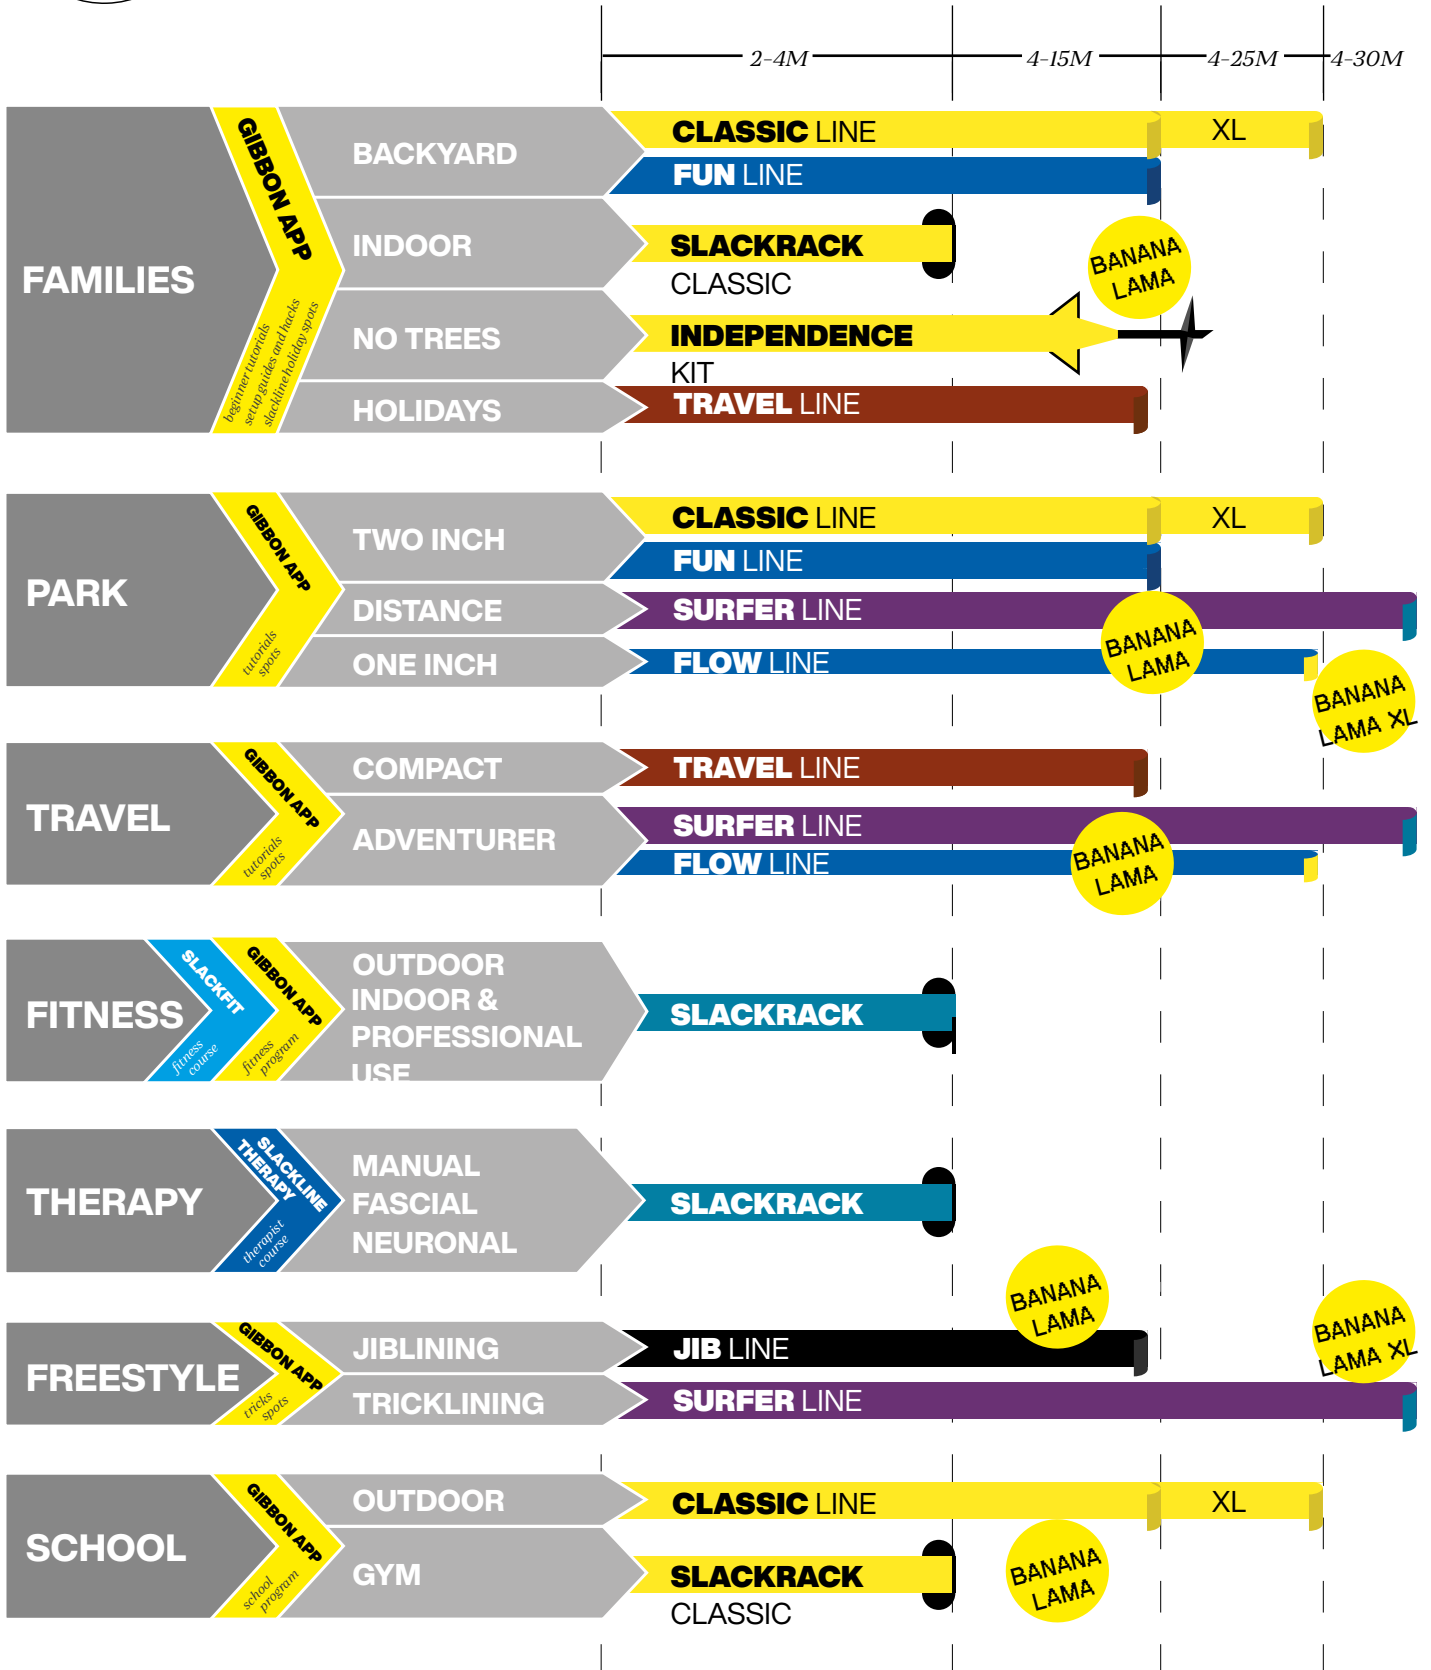 2-4M
4-15M
4-25M
4-30M
FAMILIES
GIBBON APP
beginner tutorials
setup guides and hacks
slackline holiday spots
BACKYARD
CLASSIC LINE
XL
FUN LINE
INDOOR
SLACKRACK
CLASSIC
BANANA
LAMA
NO TREES
INDEPENDENCE
KIT
HOLIDAYS
TRAVEL LINE
PARK
GIBBON APP
tutorials
spots
TWO INCH
CLASSIC LINE
XL
FUN LINE
DISTANCE
SURFER LINE
BANANA
LAMA
ONE INCH
FLOW LINE
BANANA
LAMA XL
TRAVEL
GIBBON APP
tutorials
spots
COMPACT
TRAVEL LINE
ADVENTURER
SURFER LINE
FLOW LINE
BANANA
LAMA
FITNESS
SLACKFIT
fitness
course
GIBBON APP
fitness
program
OUTDOOR
INDOOR &
PROFESSIONAL
USE
SLACKRACK
THERAPY
SLACKLINE
THERAPY
therapist
course
MANUAL
FASCIAL
NEURONAL
SLACKRACK
BANANA
LAMA
BANANA
LAMA XL
FREESTYLE
GIBBON APP
tricks
spots
JIBLINING
JIB LINE
TRICKLINING
SURFER LINE
SCHOOL
GIBBON APP
school
program
OUTDOOR
CLASSIC LINE
XL
GYM
SLACKRACK
CLASSIC
BANANA
LAMA